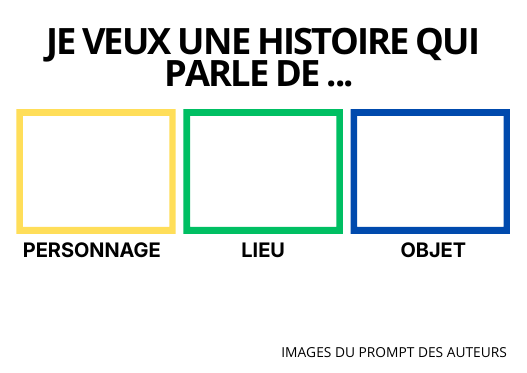 JE VEUX UNE HISTOIRE QUI
PARLE DE ...
PERSONNAGE
LIEU
OBJET
IMAGES DU PROMPT DES AUTEURS